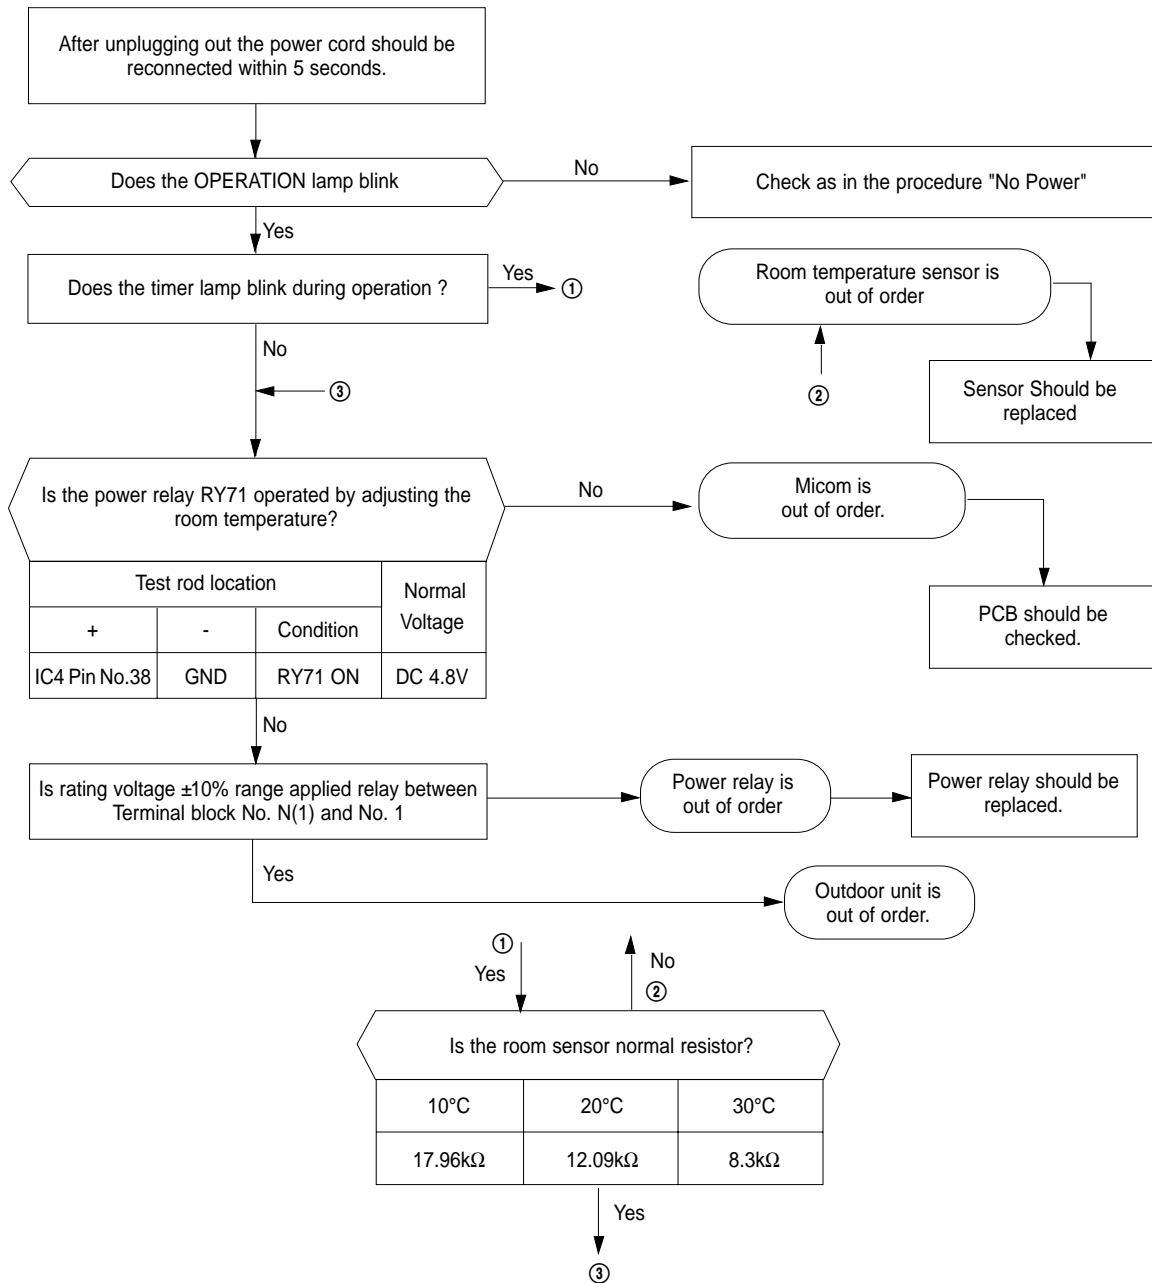 After unplugging out the power cord should be
reconnected within 5 seconds.
Does the OPERATION lamp blink
No
Check as in the procedure "No Power"
Yes
Does the timer lamp blink during operation ?
Yes
①
Room temperature sensor is
out of order
No
③
②
Sensor Should be
replaced
Is the power relay RY71 operated by adjusting the
room temperature?
No
Micom is
out of order.
Test rod location
Normal
Voltage
+
-
Condition
IC4 Pin No.38
GND
RY71 ON
DC 4.8V
PCB should be
checked.
No
Is rating voltage ±10% range applied relay between
Terminal block No. N(1) and No. 1
Power relay is
out of order
Power relay should be
replaced.
Yes
Outdoor unit is
out of order.
①
Yes
No
②
Is the room sensor normal resistor?
10°C
20°C
30°C
17.96kΩ
12.09kΩ
8.3kΩ
Yes
③